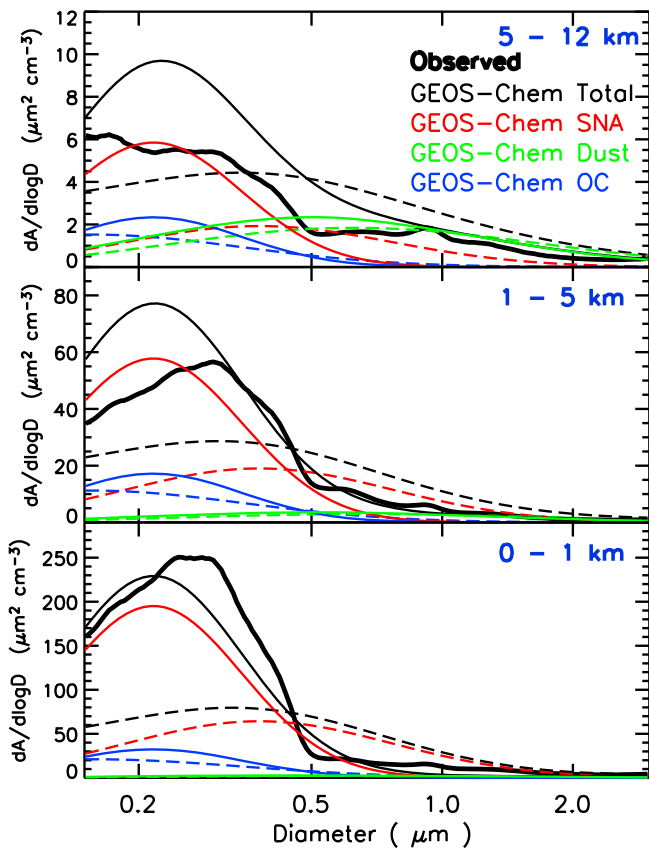 12
10
8
6
4
2
0
dA/dlogD (μm² cm⁻³)
5 – 12 km
Observed
GEOS–Chem Total
GEOS–Chem SNA
GEOS–Chem Dust
GEOS–Chem OC
80
60
40
20
0
dA/dlogD (μm² cm⁻³)
1 – 5 km
250
200
150
100
50
0
dA/dlogD (μm² cm⁻³)
0 – 1 km
0.2 0.5 1.0 2.0
Diameter ( μm)